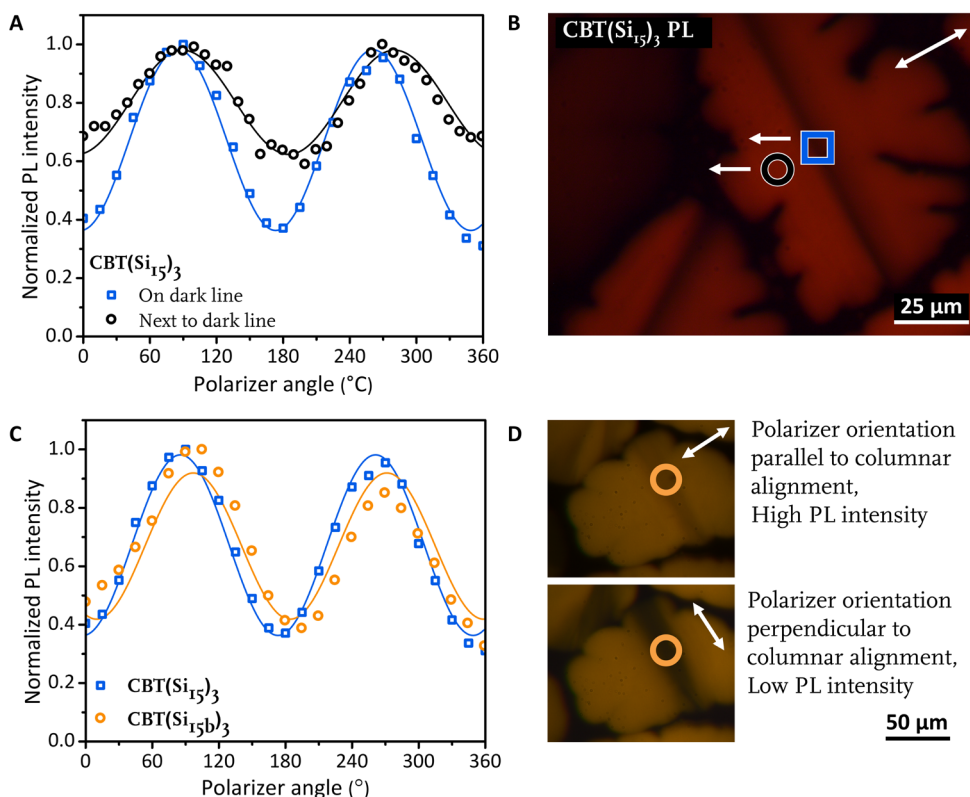 A
Normalized PL intensity
1.0
0.8
0.6
0.4
0.2
0.0
0 60 120 180 240 300 360
Polarizer angle (°C)
CBT(Si₁₅)₃
On dark line
Next to dark line
B
CBT(Si₁₅)₃ PL
25 µm
C
Normalized PL intensity
1.0
0.8
0.6
0.4
0.2
0.0
0 60 120 180 240 300 360
Polarizer angle (°)
CBT(Si₁₅)₃
CBT(Si₁₅b)₃
D
Polarizer orientation
parallel to columnar
alignment,
High PL intensity
Polarizer orientation
perpendicular to
columnar alignment,
Low PL intensity
50 µm